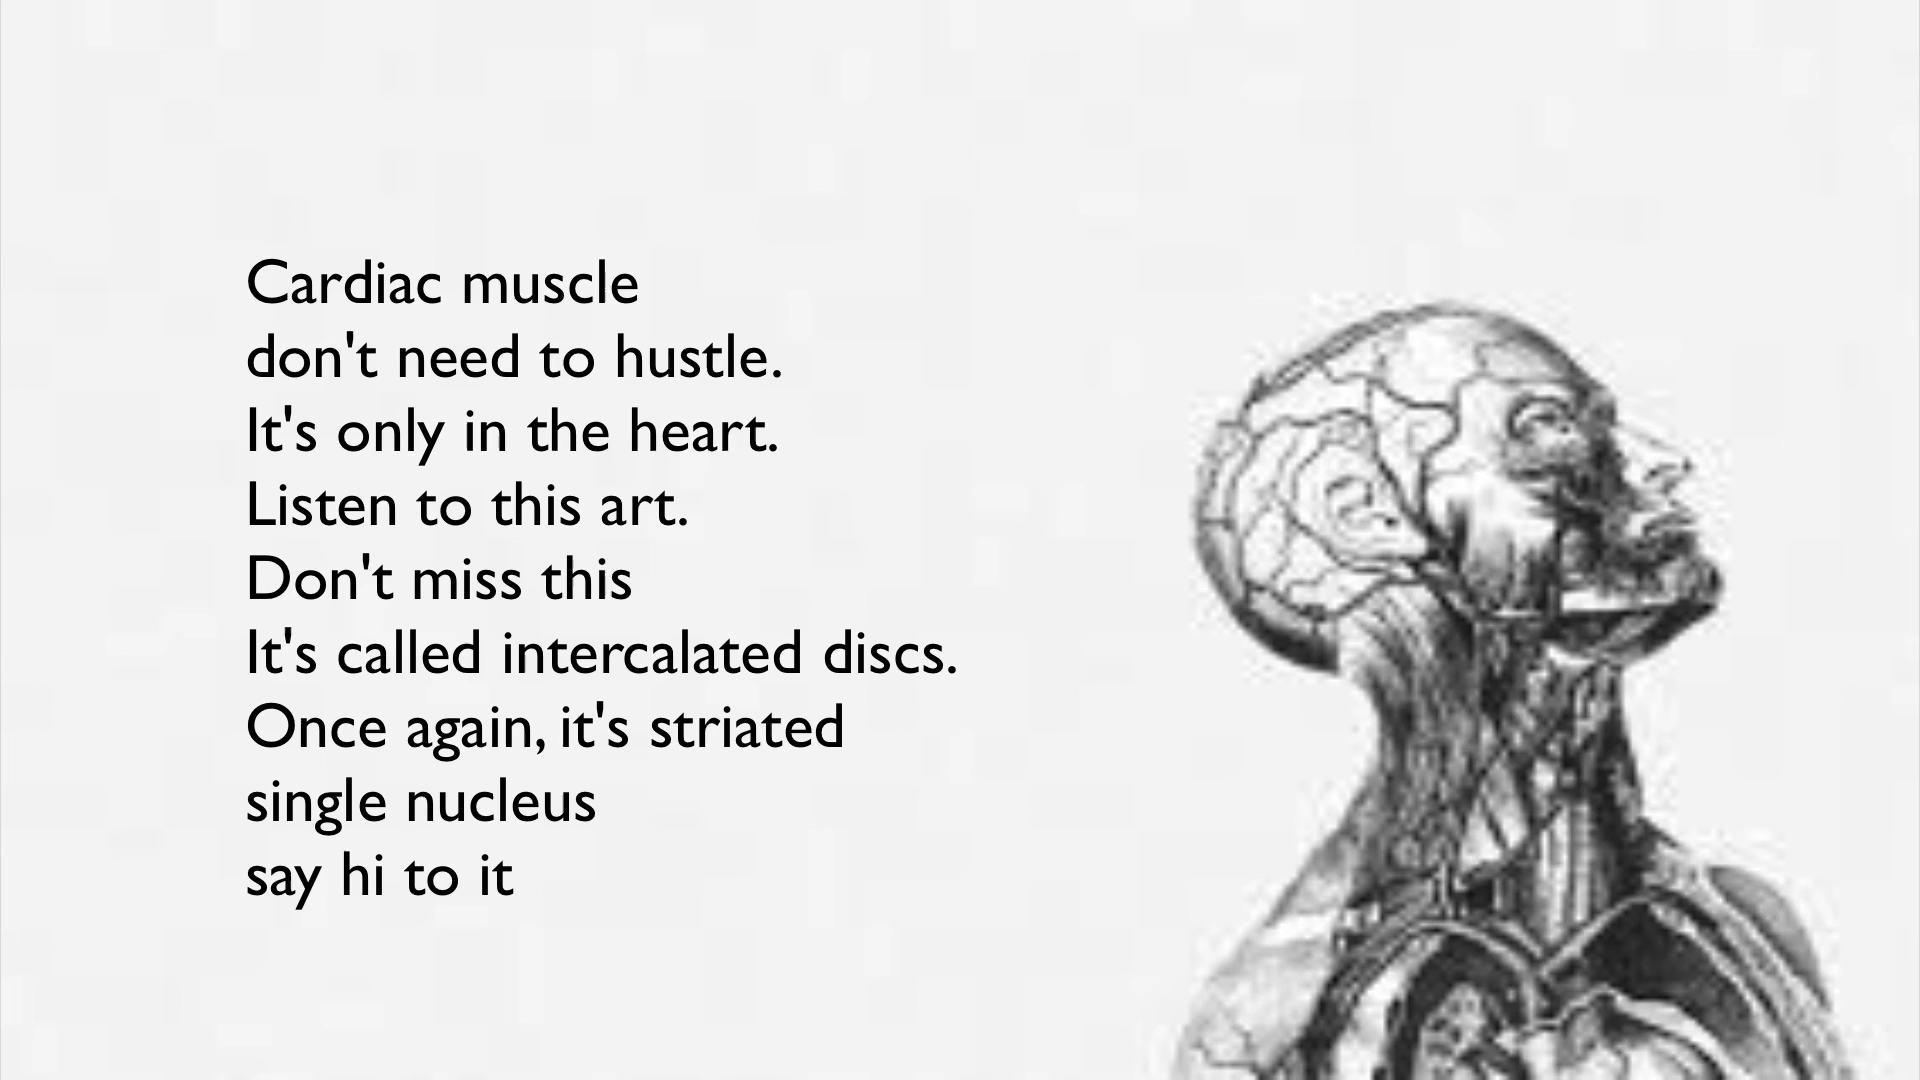 Cardiac muscle
don't need to hustle.
It's only in the heart.
Listen to this art.
Don't miss this
It's called intercalated discs.
Once again, it's striated
single nucleus
say hi to it